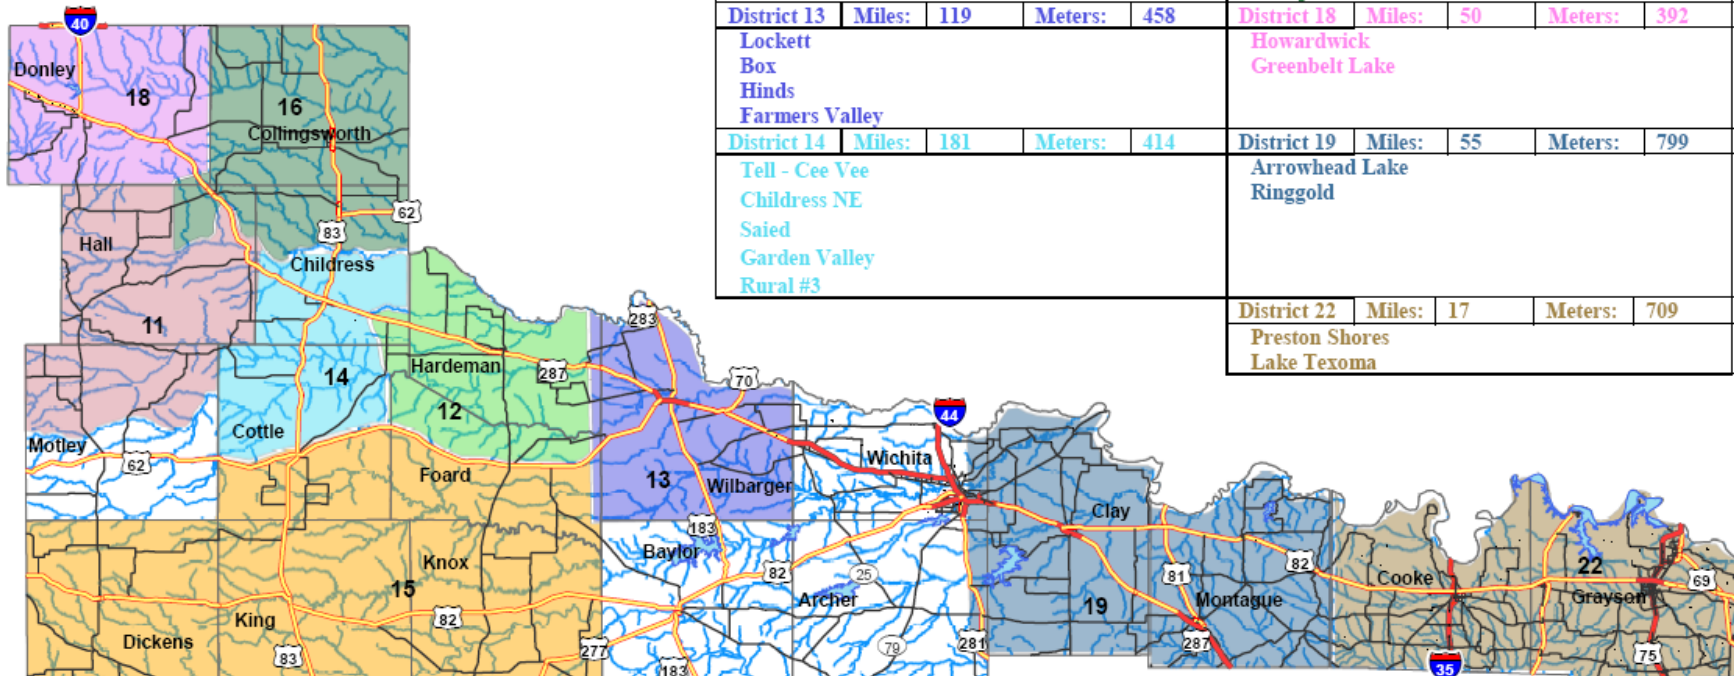 District 13 Miles: 119 Meters: 458
Lockett
Box
Hinds
Farmers Valley
District 14 Miles: 181 Meters: 414
Tell - Cee Vee
Childress NE
Saied
Garden Valley
Rural #3
District 18 Miles: 50 Meters: 392
Howardwick
Greenbelt Lake
District 19 Miles: 55 Meters: 799
Arrowhead Lake
Ringgold
District 22 Miles: 17 Meters: 709
Preston Shores
Lake Texoma
40
Donley
18
16
Collingsworth
62
83
Hall
Childress
11
283
Hardeman
287
14
70
12
44
Cottle
Motley
62
Foard
13
Wilbarger
Wichita
Clay
183
Baylor
Knox
82
25
Archer
15
81
82
Cooke
22
69
Grayson
19
Montague
King
82
Dickens
83
277
183
79
281
287
35
75